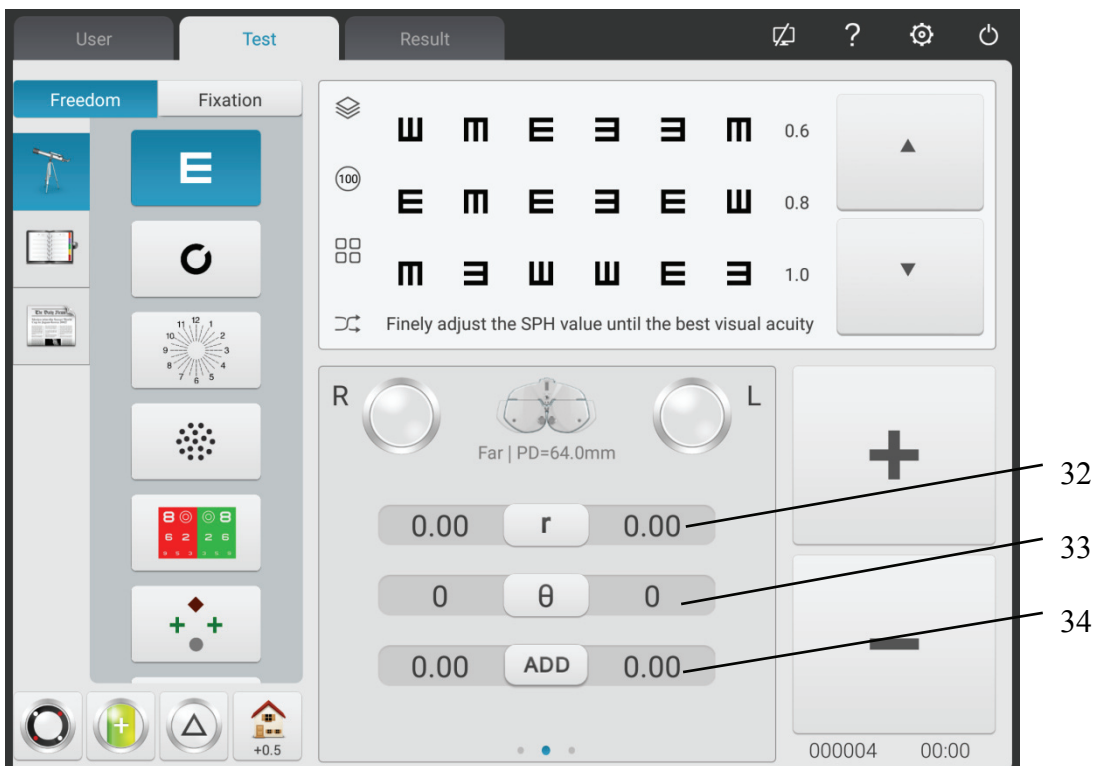 User Test Result ?
Freedom Fixation
E
C
12
11 1
10 2
9 3
8 4
7 5
6
8 8
6 2 2 6
The Daily News
100
Ш m E Ǝ Ǝ m 0.6
E m E Ǝ E Ш 0.8
m Ǝ Ш Ш E Ǝ 1.0
Finely adjust the SPH value until the best visual acuity
R L
Far | PD=64.0mm
0.00 r 0.00 32
0 θ 0 33
0.00 ADD 0.00 34
+0.5
000004 00:00